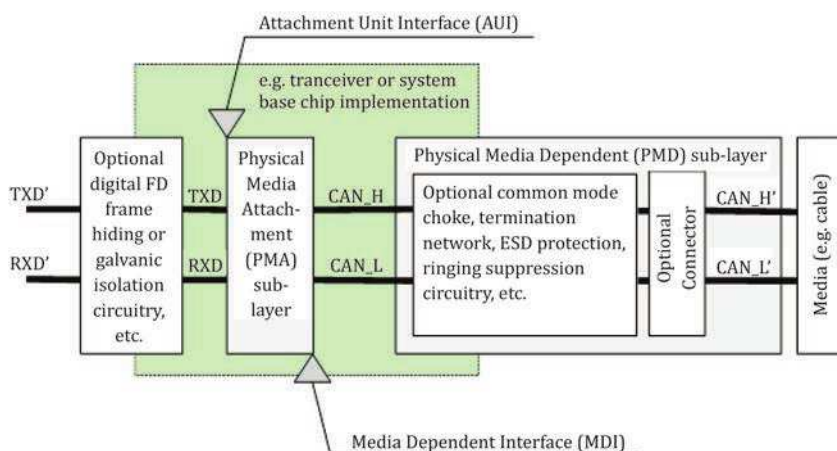 Attachment Unit Interface (AUI)
e.g. tranceiver or system
base chip implementation
TXD'
RXD'
Optional
digital FD
frame
hiding or
galvanic
isolation
circuitry,
etc.
TXD
RXD
Physical
Media
Attach-
ment
(PMA)
sub-
layer
CAN_H
CAN_L
Physical Media Dependent (PMD) sub-layer
Optional common mode
choke, termination
network, ESD protection,
ringing suppression
circuitry, etc.
Optional
Connector
CAN_H'
CAN_L'
Media (e.g. cable)
Media Dependent Interface (MDI)